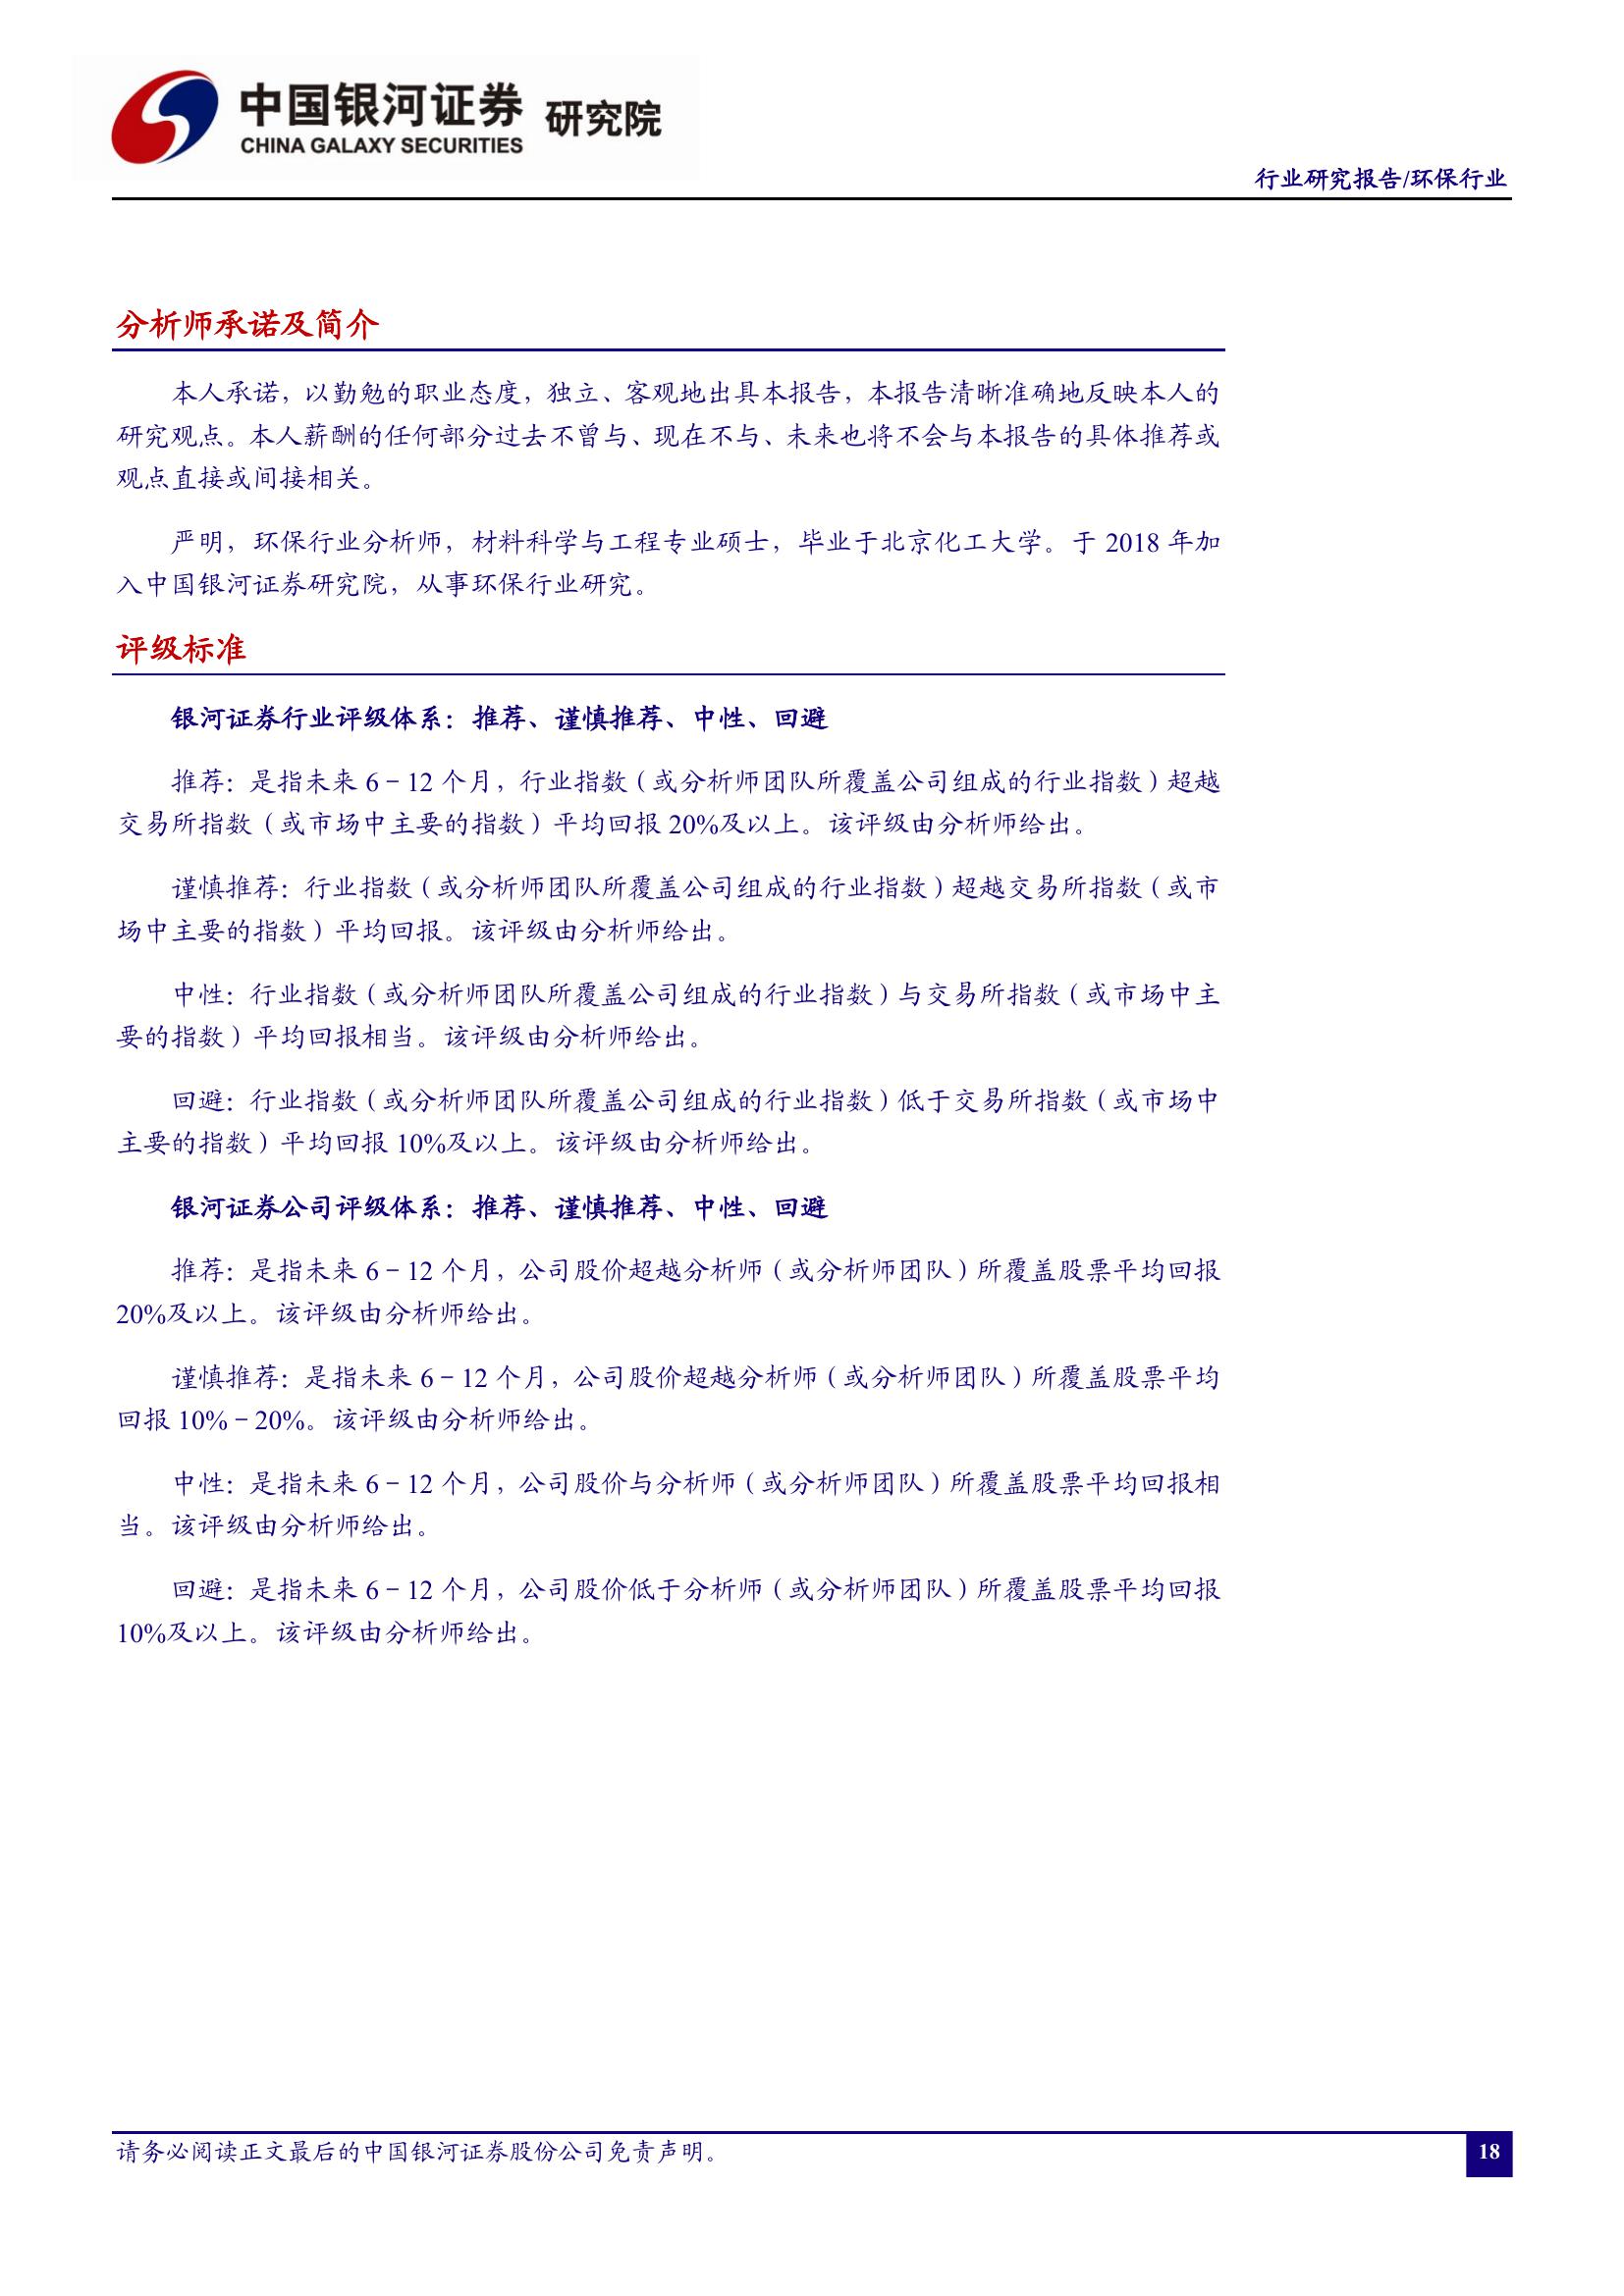 中国银河证券 研究院
CHINA GALAXY SECURITIES
行业研究报告/环保行业
分析师承诺及简介
本人承诺，以勤勉的职业态度，独立、客观地出具本报告，本报告清晰准确地反映本人的
研究观点。本人薪酬的任何部分过去不曾与、现在不与、未来也将不会与本报告的具体推荐或
观点直接或间接相关。
严明，环保行业分析师，材料科学与工程专业硕士，毕业于北京化工大学。于 2018 年加
入中国银河证券研究院，从事环保行业研究。
评级标准
银河证券行业评级体系：推荐、谨慎推荐、中性、回避
推荐：是指未来 6－12 个月，行业指数（或分析师团队所覆盖公司组成的行业指数）超越
交易所指数（或市场中主要的指数）平均回报 20%及以上。该评级由分析师给出。
谨慎推荐：行业指数（或分析师团队所覆盖公司组成的行业指数）超越交易所指数（或市
场中主要的指数）平均回报。该评级由分析师给出。
中性：行业指数（或分析师团队所覆盖公司组成的行业指数）与交易所指数（或市场中主
要的指数）平均回报相当。该评级由分析师给出。
回避：行业指数（或分析师团队所覆盖公司组成的行业指数）低于交易所指数（或市场中
主要的指数）平均回报 10%及以上。该评级由分析师给出。
银河证券公司评级体系：推荐、谨慎推荐、中性、回避
推荐：是指未来 6－12 个月，公司股价超越分析师（或分析师团队）所覆盖股票平均回报
20%及以上。该评级由分析师给出。
谨慎推荐：是指未来 6－12 个月，公司股价超越分析师（或分析师团队）所覆盖股票平均
回报 10%－20%。该评级由分析师给出。
中性：是指未来 6－12 个月，公司股价与分析师（或分析师团队）所覆盖股票平均回报相
当。该评级由分析师给出。
回避：是指未来 6－12 个月，公司股价低于分析师（或分析师团队）所覆盖股票平均回报
10%及以上。该评级由分析师给出。
请务必阅读正文最后的中国银河证券股份公司免责声明。
18